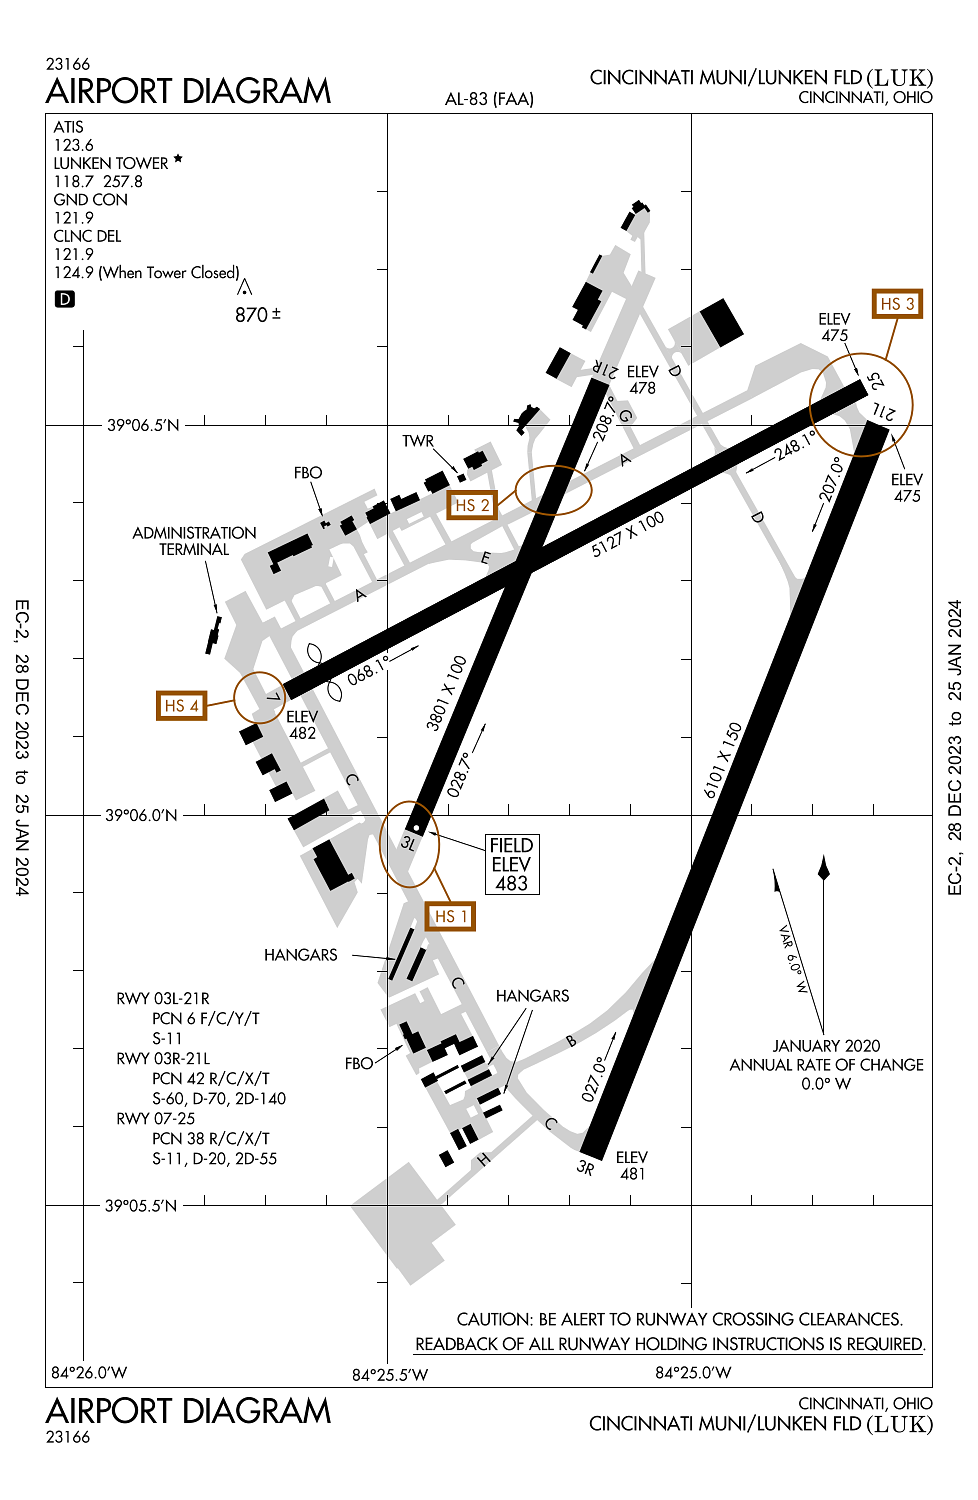 23166
AIRPORT DIAGRAM
AL-83 (FAA)
CINCINNATI MUNI/LUNKEN FLD (LUK)
CINCINNATI, OHIO
ATIS
123.6
LUNKEN TOWER ★
118.7 257.8
GND CON
121.9
CLNC DEL
121.9
124.9 (When Tower Closed)
D
870 ±
HS 3
ELEV
475
25
21L
21R
ELEV
478
D
G
208.7°
A
248.1°
207.0°
ELEV
475
39°06.5'N
TWR
FBO
HS 2
5127 X 100
D
ADMINISTRATION
TERMINAL
E
A
068.1°
HS 4
7
ELEV
482
3801 X 100
028.7°
6101 X 150
C
39°06.0'N
3L
FIELD
ELEV
483
HS 1
HANGARS
C
HANGARS
VAR 6.0° W
JANUARY 2020
ANNUAL RATE OF CHANGE
0.0° W
RWY 03L-21R
PCN 6 F/C/Y/T
S-11
RWY 03R-21L
PCN 42 R/C/X/T
S-60, D-70, 2D-140
RWY 07-25
PCN 38 R/C/X/T
S-11, D-20, 2D-55
FBO
B
027.0°
C
H
3R
ELEV
481
39°05.5'N
CAUTION: BE ALERT TO RUNWAY CROSSING CLEARANCES.
READBACK OF ALL RUNWAY HOLDING INSTRUCTIONS IS REQUIRED.
84°26.0'W
84°25.5'W
84°25.0'W
AIRPORT DIAGRAM
23166
CINCINNATI, OHIO
CINCINNATI MUNI/LUNKEN FLD (LUK)
EC-2, 28 DEC 2023 to 25 JAN 2024
EC-2, 28 DEC 2023 to 25 JAN 2024